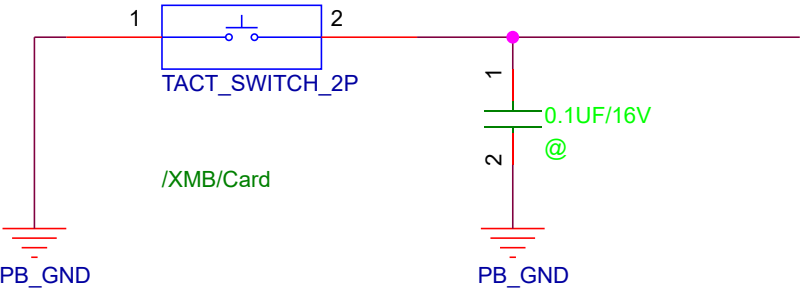 1
2
TACT_SWITCH_2P
1
0.1UF/16V
@
2
/XMB/Card
PB_GND
PB_GND